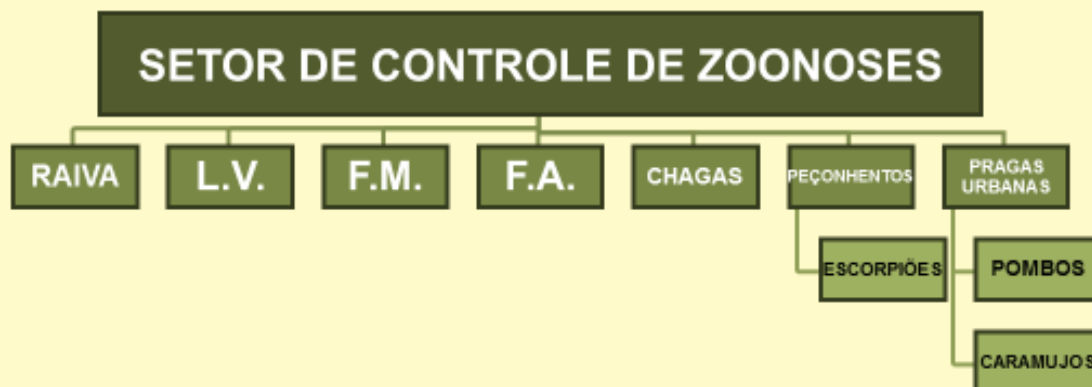 SETOR DE CONTROLE DE ZOONOSES
RAIVA
L.V.
F.M.
F.A.
CHAGAS
PEÇONHENTOS
PRAGAS
URBANAS
ESCORPIÕES
POMBOS
CARAMUJOS